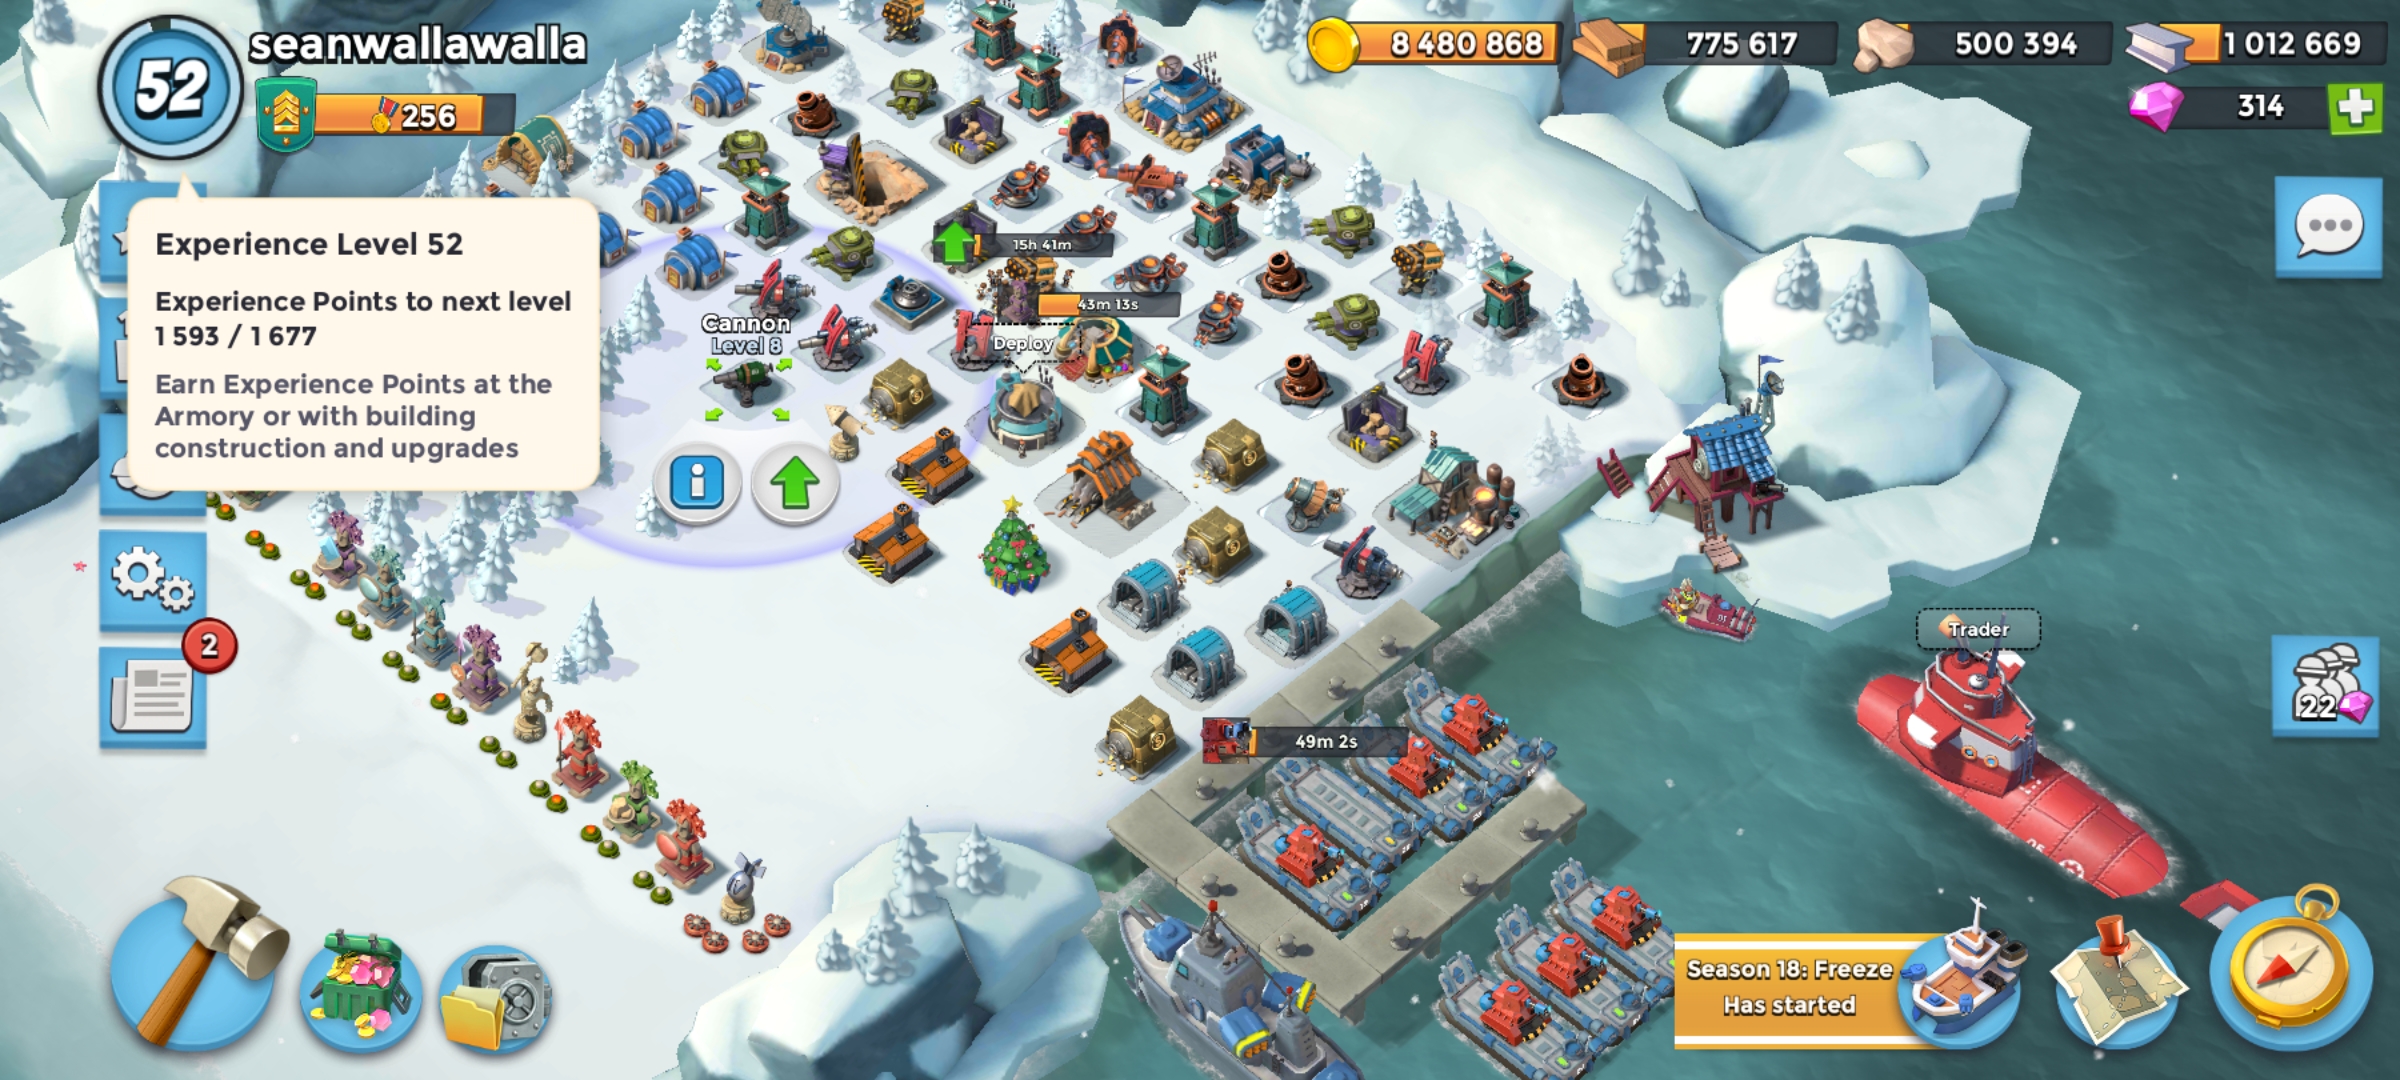 52
seanwallawalla
256
8 480 868
775 617
500 394
1 012 669
314
Experience Level 52
Experience Points to next level
1 593 / 1 677
Earn Experience Points at the
Armory or with building
construction and upgrades
15h 41m
43m 13s
Cannon
Level 8
Deploy
i
Trader
22
2
49m 2s
Season 18: Freeze
Has started